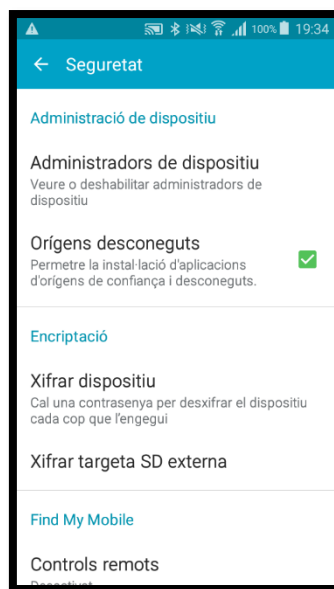 100% 19:34
Seguretat
Administració de dispositiu
Administradors de dispositiu
Veure o deshabilitar administradors de
dispositiu
Orígens desconeguts
Permetre la instal·lació d'aplicacions
d'orígens de confiança i desconeguts.
Encriptació
Xifrar dispositiu
Cal una contrasenya per desxifrar el dispositiu
cada cop que l'engegui
Xifrar targeta SD externa
Find My Mobile
Controls remots